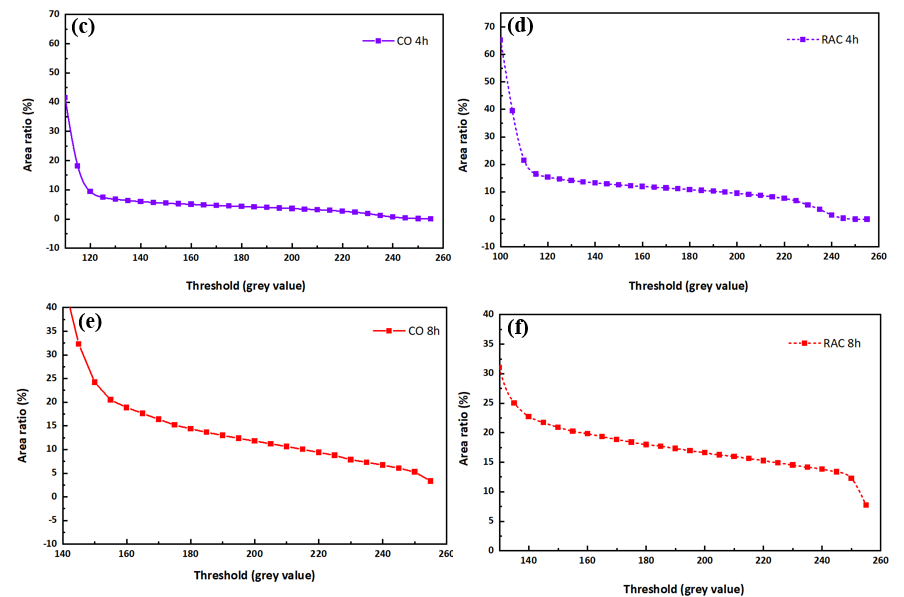 (c)
CO 4h
70
60
50
40
30
20
10
0
-10
Area ratio (%)
120 140 160 180 200 220 240 260
Threshold (grey value)
(d)
RAC 4h
70
60
50
40
30
20
10
0
-10
Area ratio (%)
100 120 140 160 180 200 220 240 260
Threshold (grey value)
(e)
CO 8h
40
35
30
25
20
15
10
5
0
-5
-10
Area ratio (%)
140 160 180 200 220 240 260
Threshold (grey value)
(f)
RAC 8h
40
35
30
25
20
15
10
5
0
Area ratio (%)
140 160 180 200 220 240 260
Threshold (grey value)